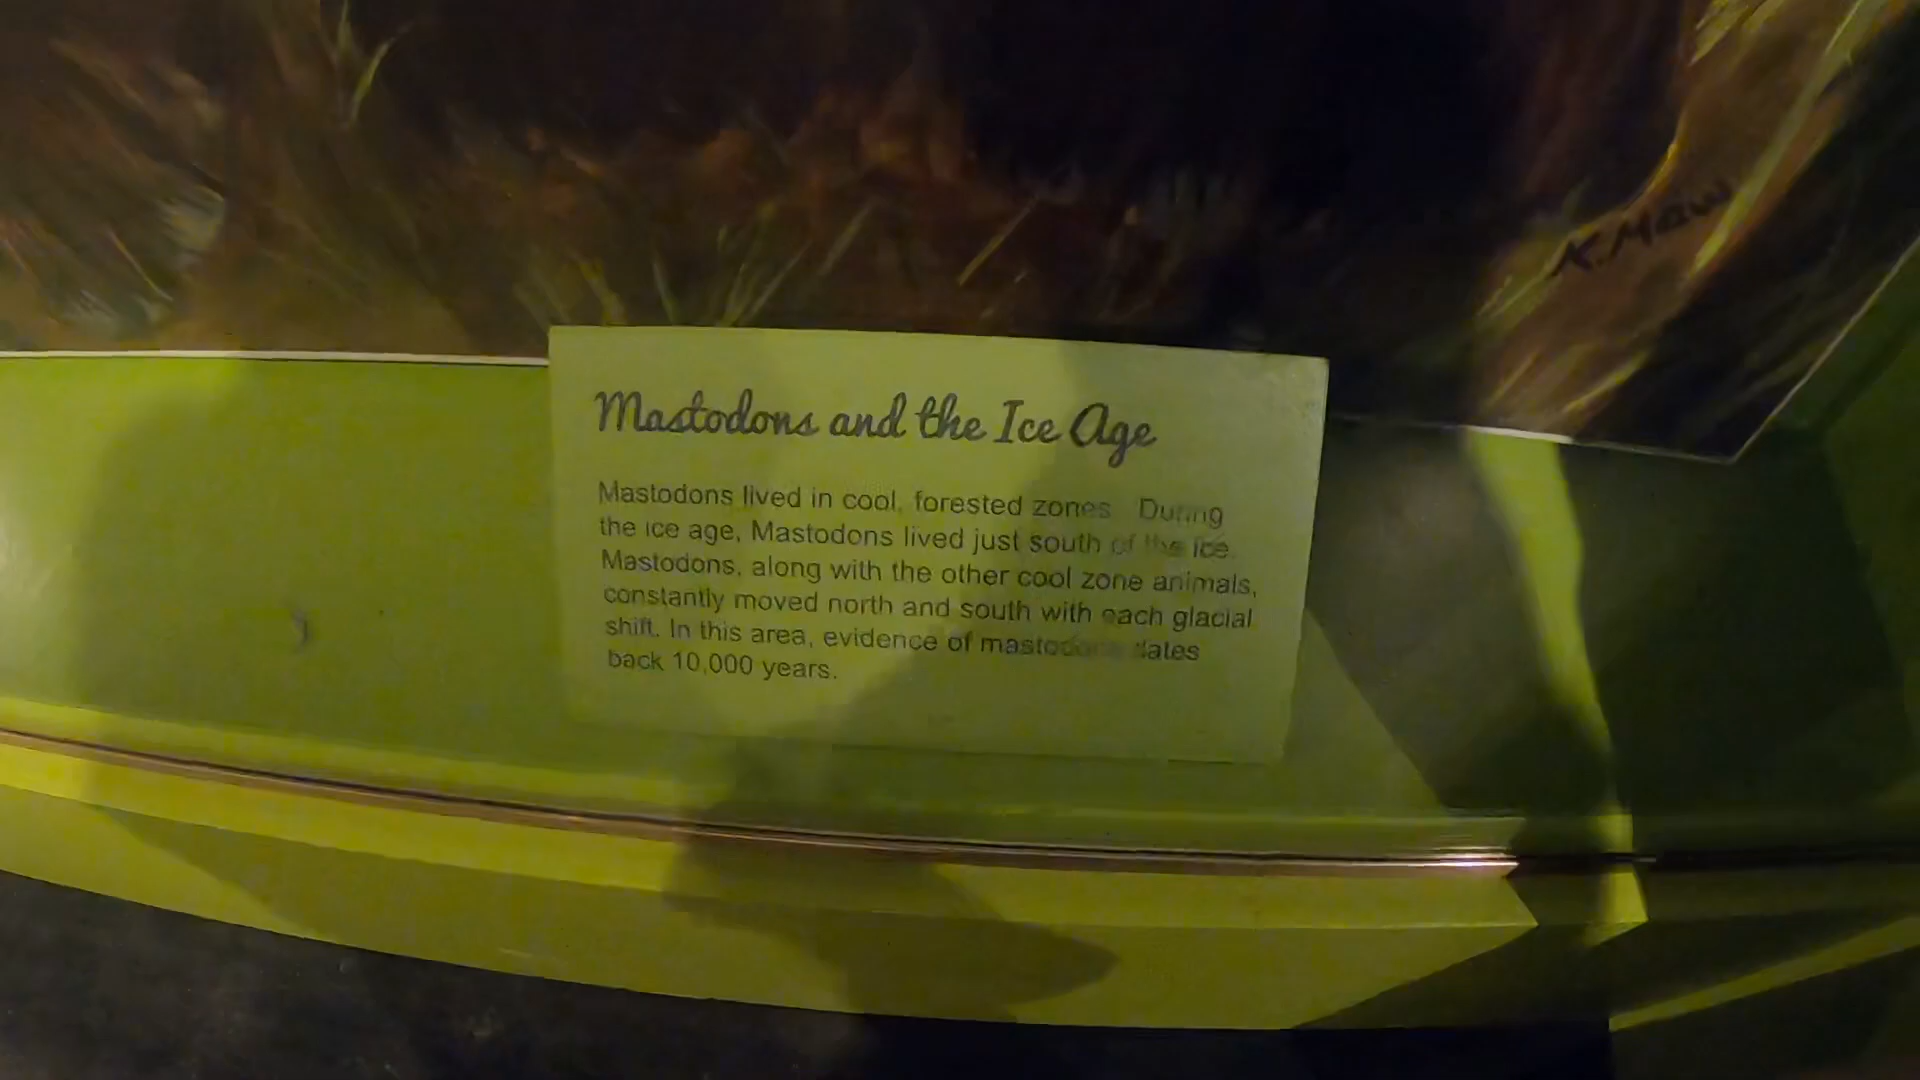 K. Maw
Mastodons and the Ice Age
Mastodons lived in cool, forested zones. During
the ice age, Mastodons lived just south of the ice.
Mastodons, along with the other cool zone animals,
constantly moved north and south with each glacial
shift. In this area, evidence of mastodons dates
back 10,000 years.